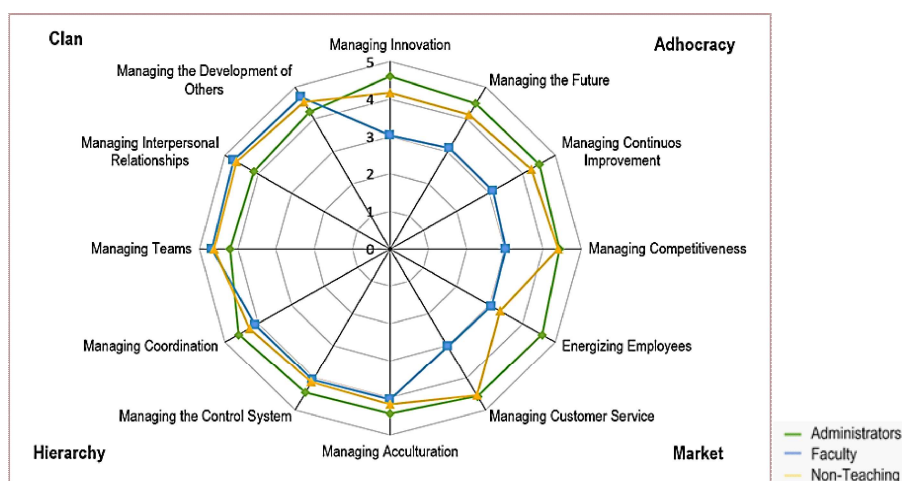 Clan
Managing Innovation
Adhocracy
Managing the Development of
Others
Managing the Future
Managing Interpersonal
Relationships
Managing Continuos
Improvement
Managing Teams
Managing Competitiveness
Managing Coordination
Energizing Employees
Managing the Control System
Managing Customer Service
Managing Acculturation
Hierarchy
Market
5
4
3
2
1
0
Administrators
Faculty
Non-Teaching